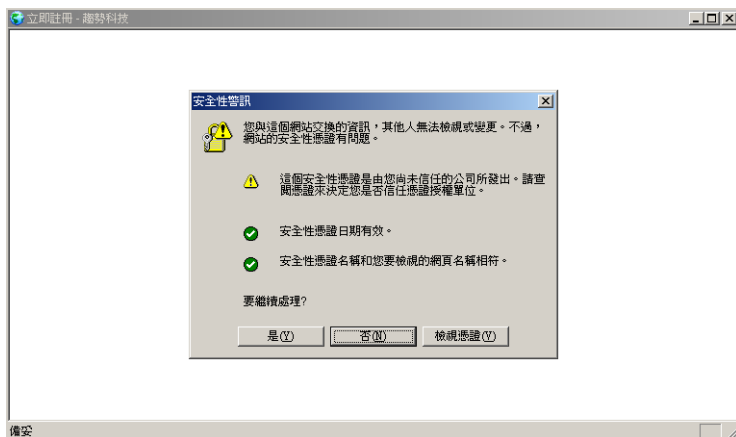 立即註冊 - 趨勢科技
安全性警訊
您與這個網站交換的資訊，其他人無法檢視或變更。不過，
網站的安全性憑證有問題。
這個安全性憑證是由您尚未信任的公司所發出。請查
閱憑證來決定您是否信任憑證授權單位。
安全性憑證日期有效。
安全性憑證名稱和您要檢視的網頁名稱相符。
要繼續處理?
是(Y)
否(N)
檢視憑證(V)
備妥